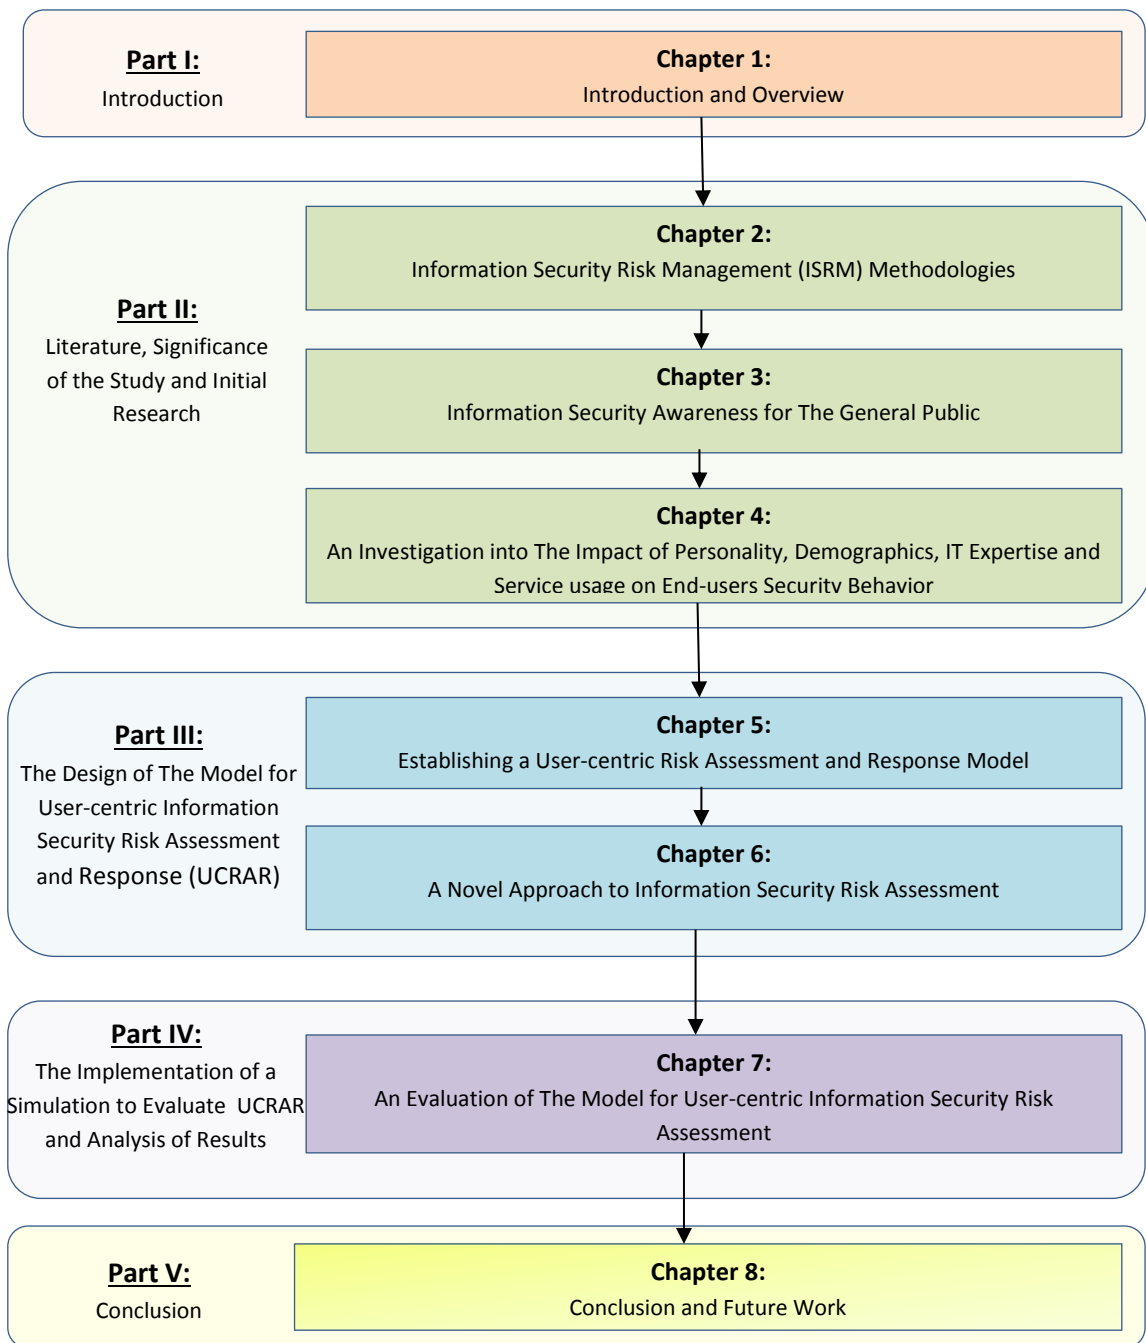 Part I:
Introduction
Chapter 1:
Introduction and Overview
Part II:
Literature, Significance
of the Study and Initial
Research
Chapter 2:
Information Security Risk Management (ISRM) Methodologies
Chapter 3:
Information Security Awareness for The General Public
Chapter 4:
An Investigation into The Impact of Personality, Demographics, IT Expertise and
Service usage on End-users Security Behavior
Part III:
The Design of The Model for
User-centric Information
Security Risk Assessment
and Response (UCRAR)
Chapter 5:
Establishing a User-centric Risk Assessment and Response Model
Chapter 6:
A Novel Approach to Information Security Risk Assessment
Part IV:
The Implementation of a
Simulation to Evaluate UCRAR
and Analysis of Results
Chapter 7:
An Evaluation of The Model for User-centric Information Security Risk
Assessment
Part V:
Conclusion
Chapter 8:
Conclusion and Future Work